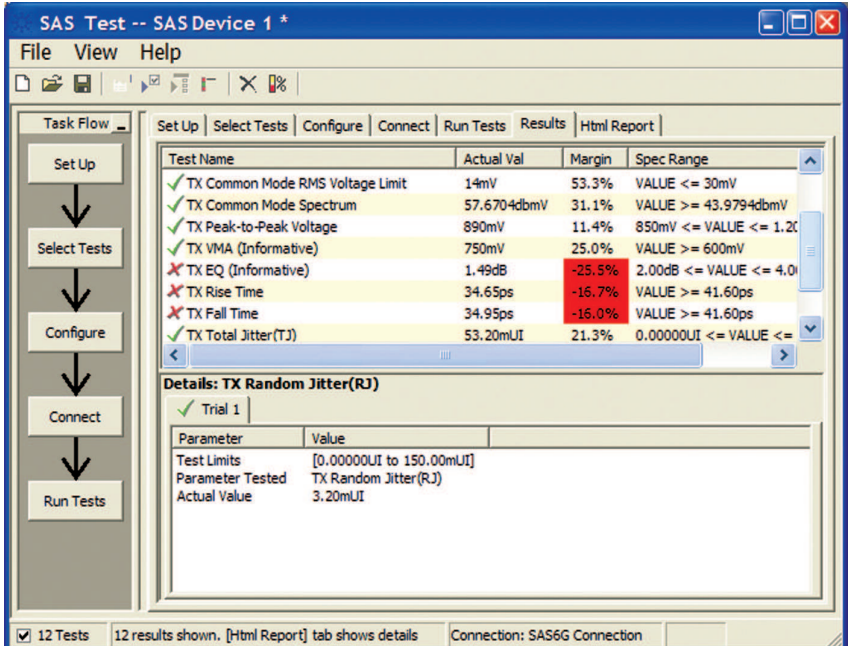 SAS Test -- SAS Device 1 *
File View Help
Task Flow
Set Up
Select Tests
Configure
Connect
Run Tests
Set Up Select Tests Configure Connect Run Tests Results Html Report
Test Name Actual Val Margin Spec Range
TX Common Mode RMS Voltage Limit 14mV 53.3% VALUE <= 30mV
TX Common Mode Spectrum 57.6704dbmV 31.1% VALUE >= 43.9794dbmV
TX Peak-to-Peak Voltage 890mV 11.4% 850mV <= VALUE <= 1.20
TX VMA (Informative) 750mV 25.0% VALUE >= 600mV
TX EQ (Informative) 1.49dB -25.5% 2.00dB <= VALUE <= 4.0
TX Rise Time 34.65ps -16.7% VALUE >= 41.60ps
TX Fall Time 34.95ps -16.0% VALUE >= 41.60ps
TX Total Jitter(TJ) 53.20mUI 21.3% 0.00000UI <= VALUE <=
Details: TX Random Jitter(RJ)
Trial 1
Parameter Value
Test Limits [0.00000UI to 150.00mUI]
Parameter Tested TX Random Jitter(RJ)
Actual Value 3.20mUI
12 Tests 12 results shown. [Html Report] tab shows details Connection: SAS6G Connection